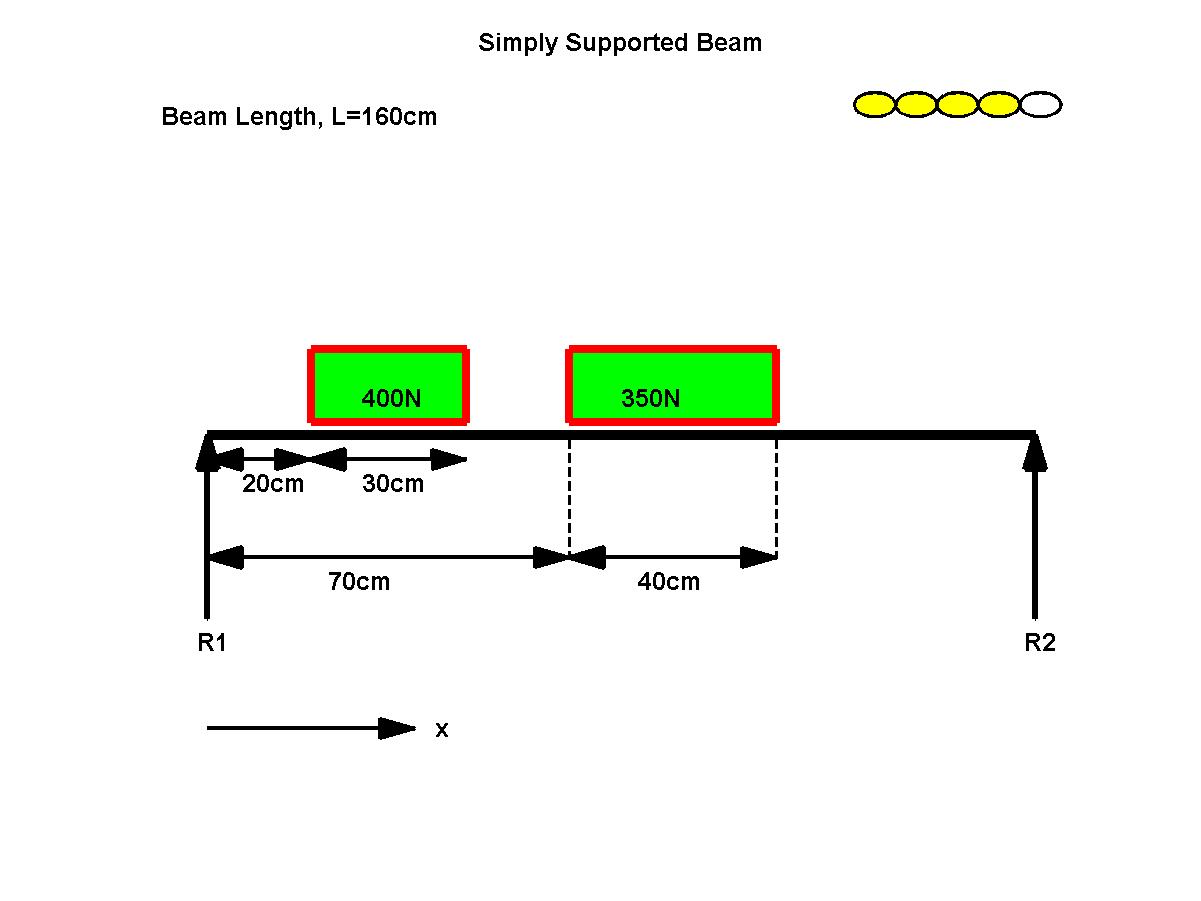 Simply Supported Beam
Beam Length, L=160cm
400N
350N
20cm
30cm
70cm
40cm
R1
R2
x